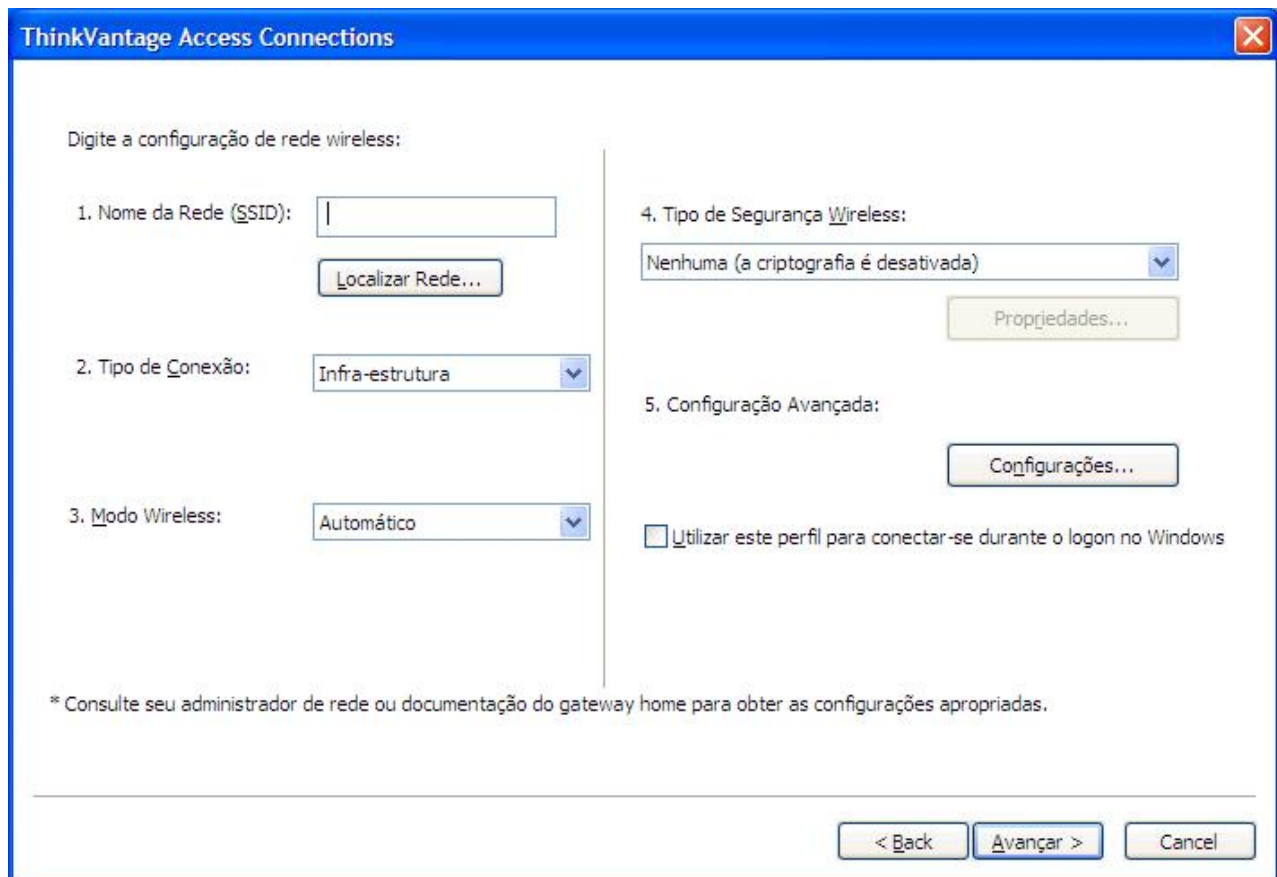 ThinkVantage Access Connections
Digite a configuração de rede wireless:
1. Nome da Rede (SSID):
Localizar Rede...
2. Tipo de Conexão:
Infra-estrutura
3. Modo Wireless:
Automático
4. Tipo de Segurança Wireless:
Nenhuma (a criptografia é desativada)
Propriedades...
5. Configuração Avançada:
Configurações...
Utilizar este perfil para conectar-se durante o logon no Windows
* Consulte seu administrador de rede ou documentação do gateway home para obter as configurações apropriadas.
< Back
Avançar >
Cancel